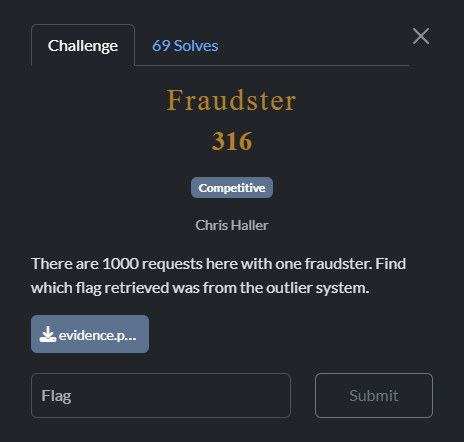 Challenge
69 Solves
Fraudster
316
Competitive
Chris Haller
There are 1000 requests here with one fraudster. Find
which flag retrieved was from the outlier system.
evidence.p...
Flag
Submit